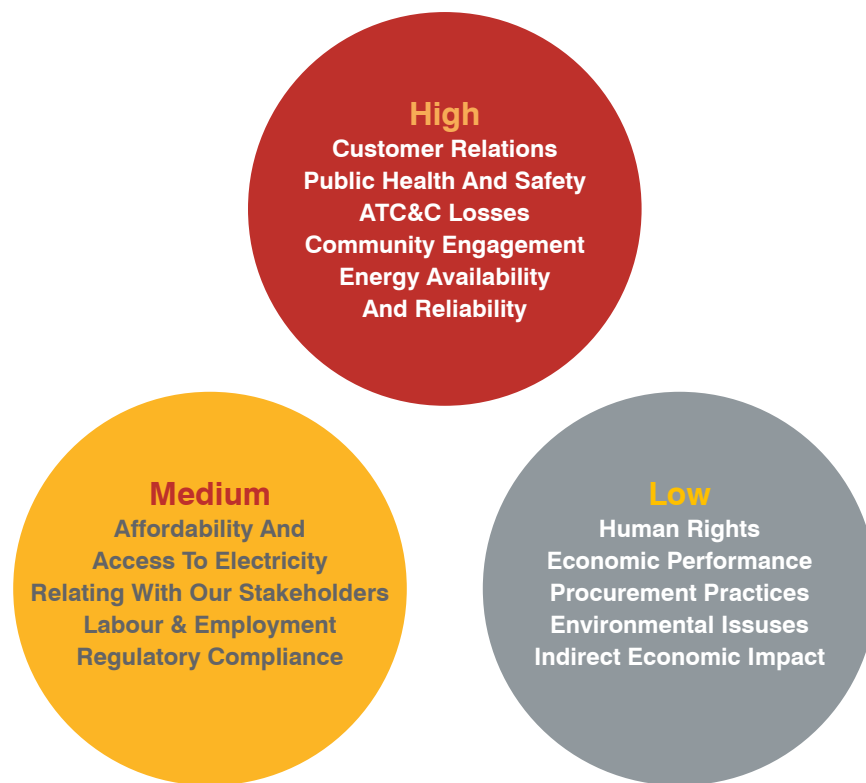 High
Customer Relations
Public Health And Safety
ATC&C Losses
Community Engagement
Energy Availability
And Reliability
Medium
Affordability And
Access To Electricity
Relating With Our Stakeholders
Labour & Employment
Regulatory Compliance
Low
Human Rights
Economic Performance
Procurement Practices
Environmental Issuses
Indirect Economic Impact